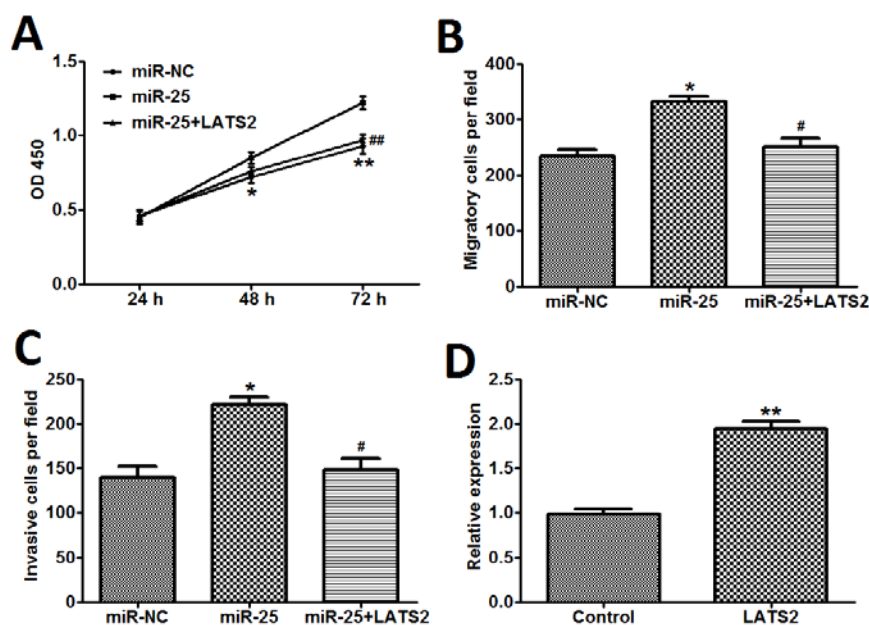 A
1.5
1.0
0.5
0.0
OD 450
miR-NC
miR-25
miR-25+LATS2
##
**
*
24 h
48 h
72 h
B
400
300
200
100
0
Migratory cells per field
*
#
miR-NC
miR-25
miR-25+LATS2
C
250
200
150
100
50
0
Invasive cells per field
*
#
miR-NC
miR-25
miR-25+LATS2
D
2.5
2.0
1.5
1.0
0.5
0.0
Relative expression
**
Control
LATS2